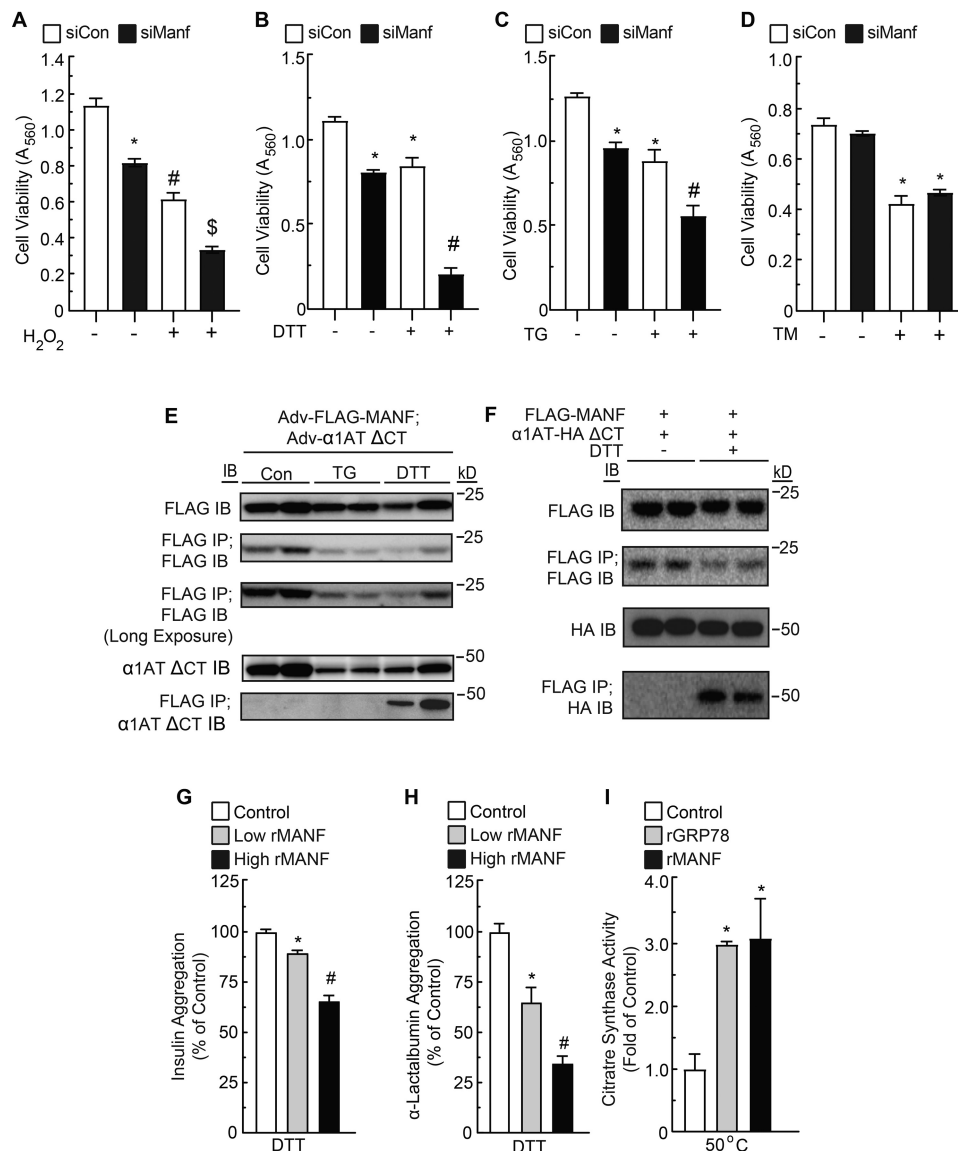 A
siCon siManf
Cell Viability (A560)
1.4
1.2
1.0
0.8
0.6
0.4
0.2
0
*
#
$
- - + +
H2O2
B
siCon siManf
Cell Viability (A560)
1.5
1.0
0.5
0
*
*
#
- - + +
DTT
C
siCon siManf
Cell Viability (A560)
1.5
1.0
0.5
0
*
*
#
- - + +
TG
D
siCon siManf
Cell Viability (A560)
1.0
0.8
0.6
0.4
0.2
0
*
*
- - + +
TM
E
Adv-FLAG-MANF;
Adv-α1AT ΔCT
IB Con TG DTT kD
FLAG IB –25
FLAG IP; –25
FLAG IB
FLAG IP; –25
FLAG IB
(Long Exposure)
α1AT ΔCT IB –50
FLAG IP; –50
α1AT ΔCT IB
F
FLAG-MANF + +
α1AT-HA ΔCT + +
DTT - +
IB kD
FLAG IB –25
FLAG IP; –25
FLAG IB
HA IB –50
FLAG IP; –50
HA IB
G
Control
Low rMANF
High rMANF
Insulin Aggregation
(% of Control)
125
100
75
50
25
0
*
#
DTT
H
Control
Low rMANF
High rMANF
α-Lactalbumin Aggregation
(% of Control)
125
100
75
50
25
0
*
#
DTT
I
Control
rGRP78
rMANF
Citratre Synthase Activity
(Fold of Control)
4.0
3.0
2.0
1.0
0
*
*
50°C